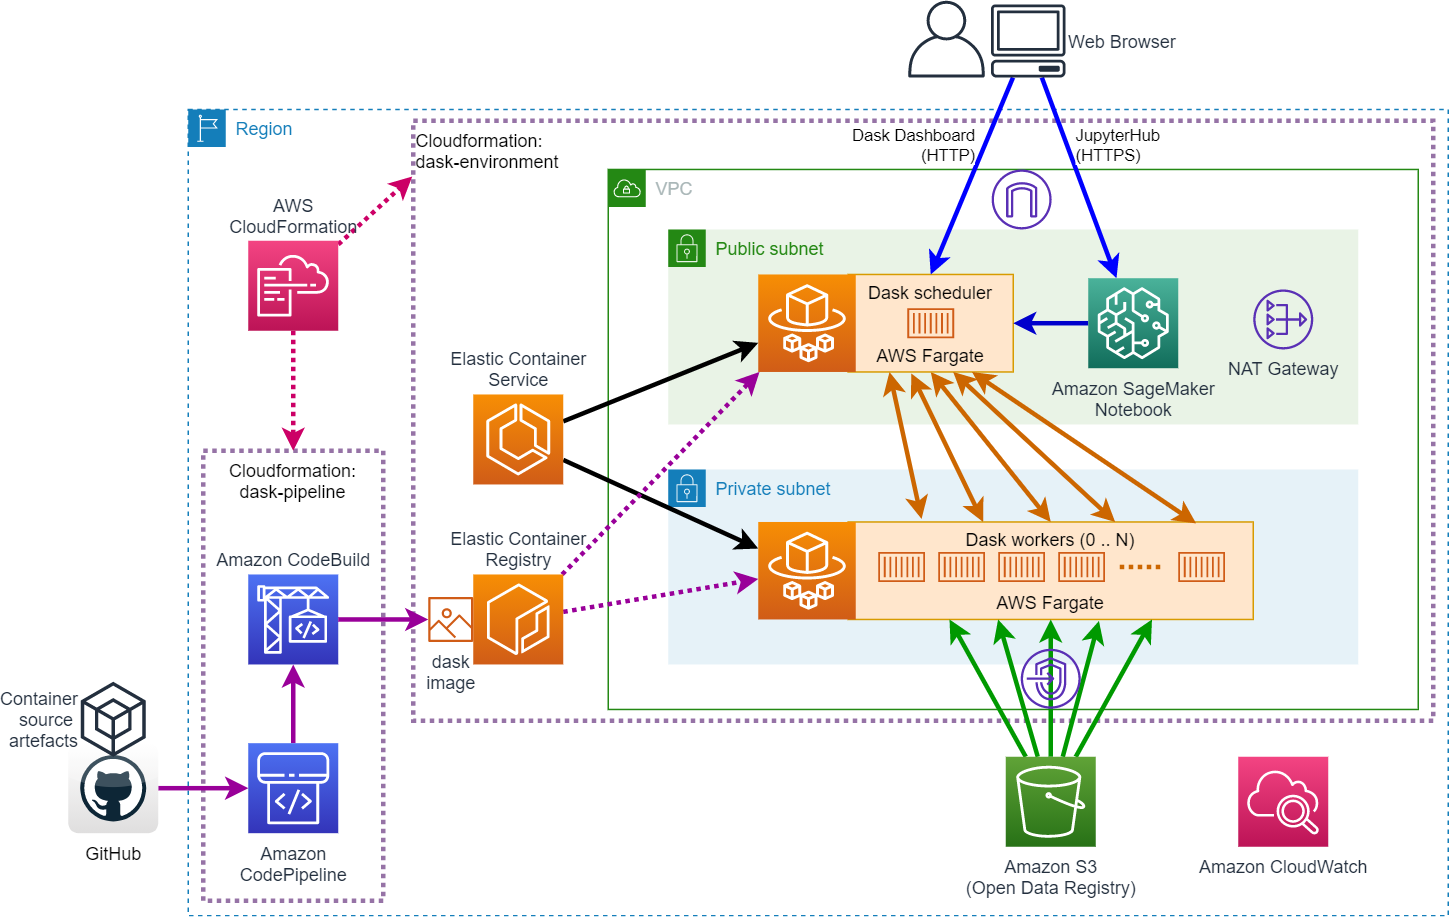 Web Browser
Region
Cloudformation:
dask-environment
Dask Dashboard
(HTTP)
JupyterHub
(HTTPS)
VPC
AWS
CloudFormation
Public subnet
Dask scheduler
AWS Fargate
Amazon SageMaker
Notebook
NAT Gateway
Elastic Container
Service
Cloudformation:
dask-pipeline
Private subnet
Dask workers (0 .. N)
AWS Fargate
Elastic Container
Registry
Amazon CodeBuild
dask
image
Container
source
artefacts
GitHub
Amazon
CodePipeline
Amazon S3
(Open Data Registry)
Amazon CloudWatch